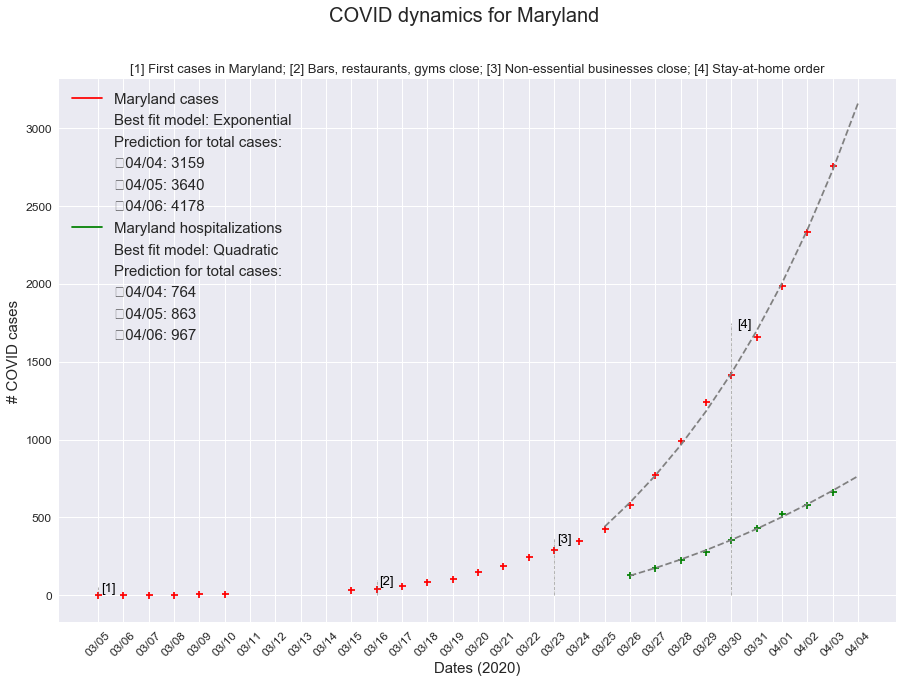 COVID dynamics for Maryland
[1] First cases in Maryland; [2] Bars, restaurants, gyms close; [3] Non-essential businesses close; [4] Stay-at-home order
Maryland cases
Best fit model: Exponential
Prediction for total cases:
04/04: 3159
04/05: 3640
04/06: 4178
Maryland hospitalizations
Best fit model: Quadratic
Prediction for total cases:
04/04: 764
04/05: 863
04/06: 967
3000
2500
2000
1500
1000
500
0
# COVID cases
[1]
[2]
[3]
[4]
03/05 03/06 03/07 03/08 03/09 03/10 03/11 03/12 03/13 03/14 03/15 03/16 03/17 03/18 03/19 03/20 03/21 03/22 03/23 03/24 03/25 03/26 03/27 03/28 03/29 03/30 03/31 04/01 04/02 04/03 04/04
Dates (2020)